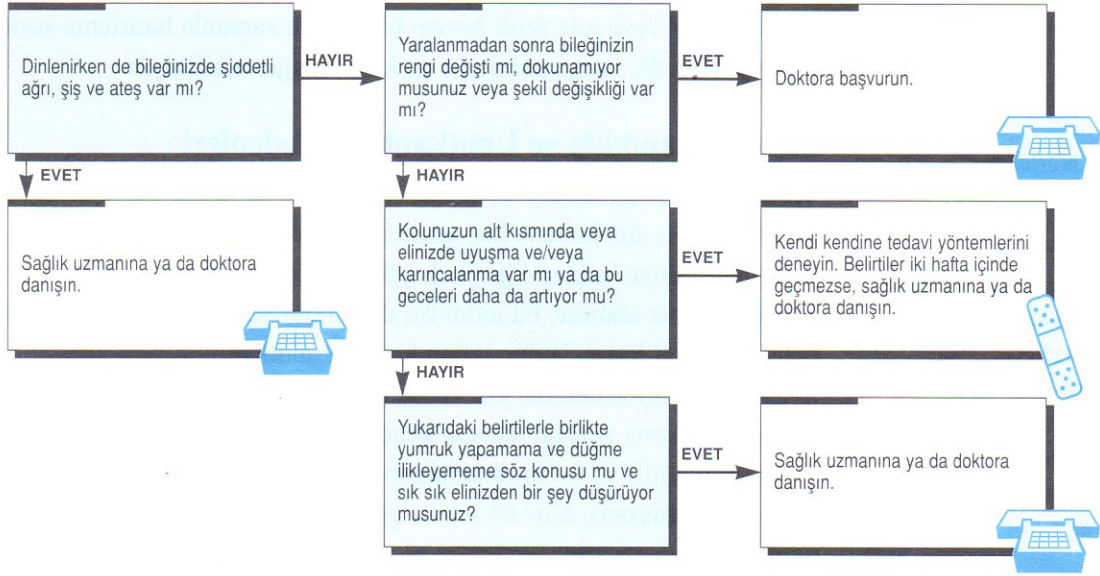 Dinlenirken de bileğinizde şiddetli
ağrı, şiş ve ateş var mı?
HAYIR
Yaralanmadan sonra bileğinizin
rengi değişti mi, dokunamıyor
musunuz veya şekil değişikliği var
mı?
EVET
Doktora başvurun.
EVET
Sağlık uzmanına ya da doktora
danışın.
HAYIR
Kolunuzun alt kısmında veya
elinizde uyuşma ve/veya
karıncalanma var mı ya da bu
geceleri daha da artıyor mu?
Kendi kendine tedavi yöntemlerini
deneyin. Belirtiler iki hafta içinde
geçmezse, sağlık uzmanına ya da
doktora danışın.
HAYIR
Yukarıdaki belirtilerle birlikte
yumruk yapamama ve düğme
ilikleyememe söz konusu mu ve
sık sık elinizden bir şey düşürüyor
musunuz?
EVET
Sağlık uzmanına ya da doktora
danışın.